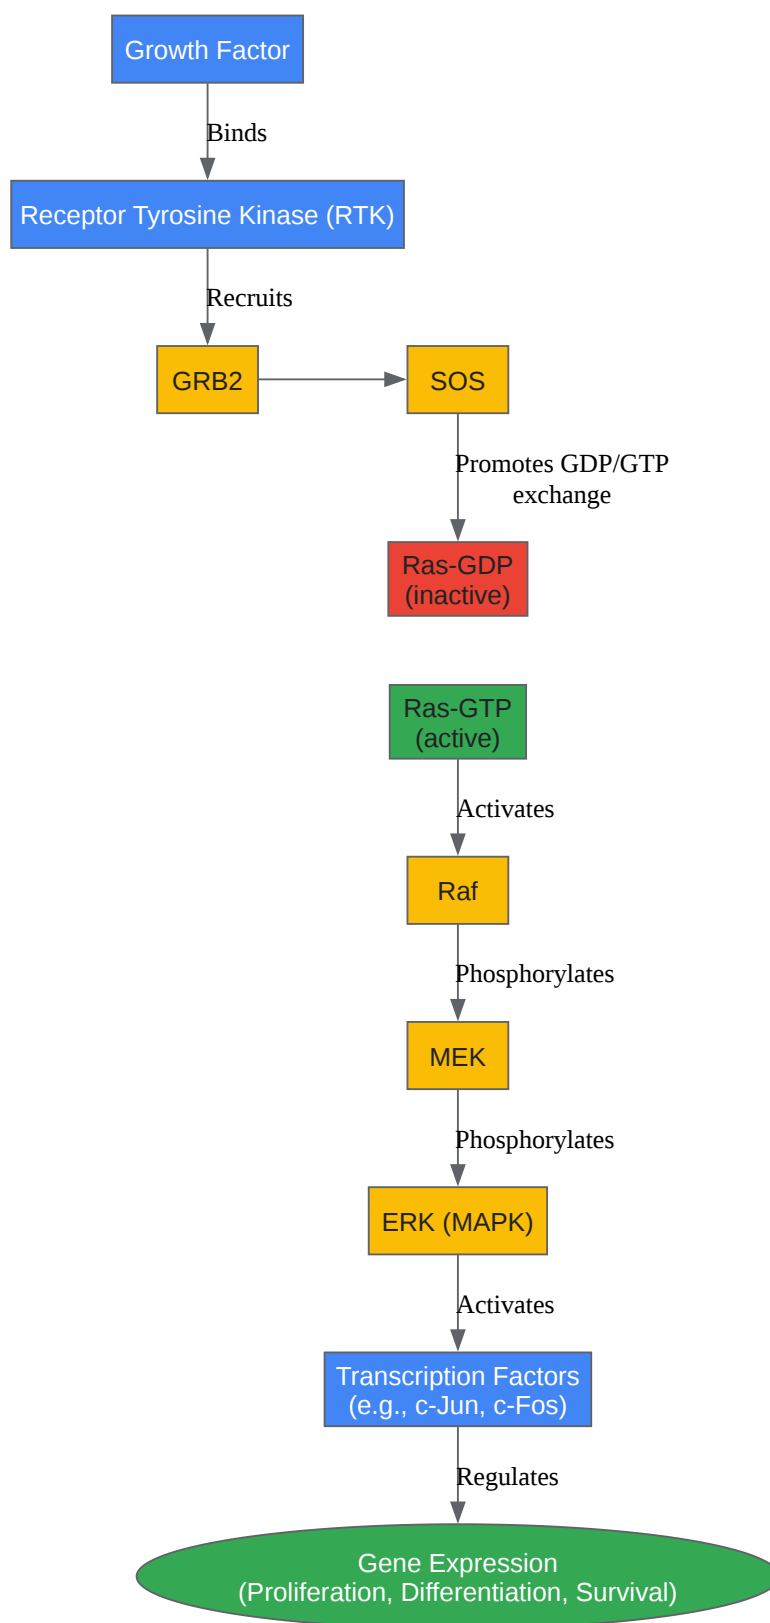 Growth Factor
Binds
Receptor Tyrosine Kinase (RTK)
Recruits
GRB2
SOS
Promotes GDP/GTP
exchange
Ras-GDP
(inactive)
Ras-GTP
(active)
Activates
Raf
Phosphorylates
MEK
Phosphorylates
ERK (MAPK)
Activates
Transcription Factors
(e.g., c-Jun, c-Fos)
Regulates
Gene Expression
(Proliferation, Differentiation, Survival)